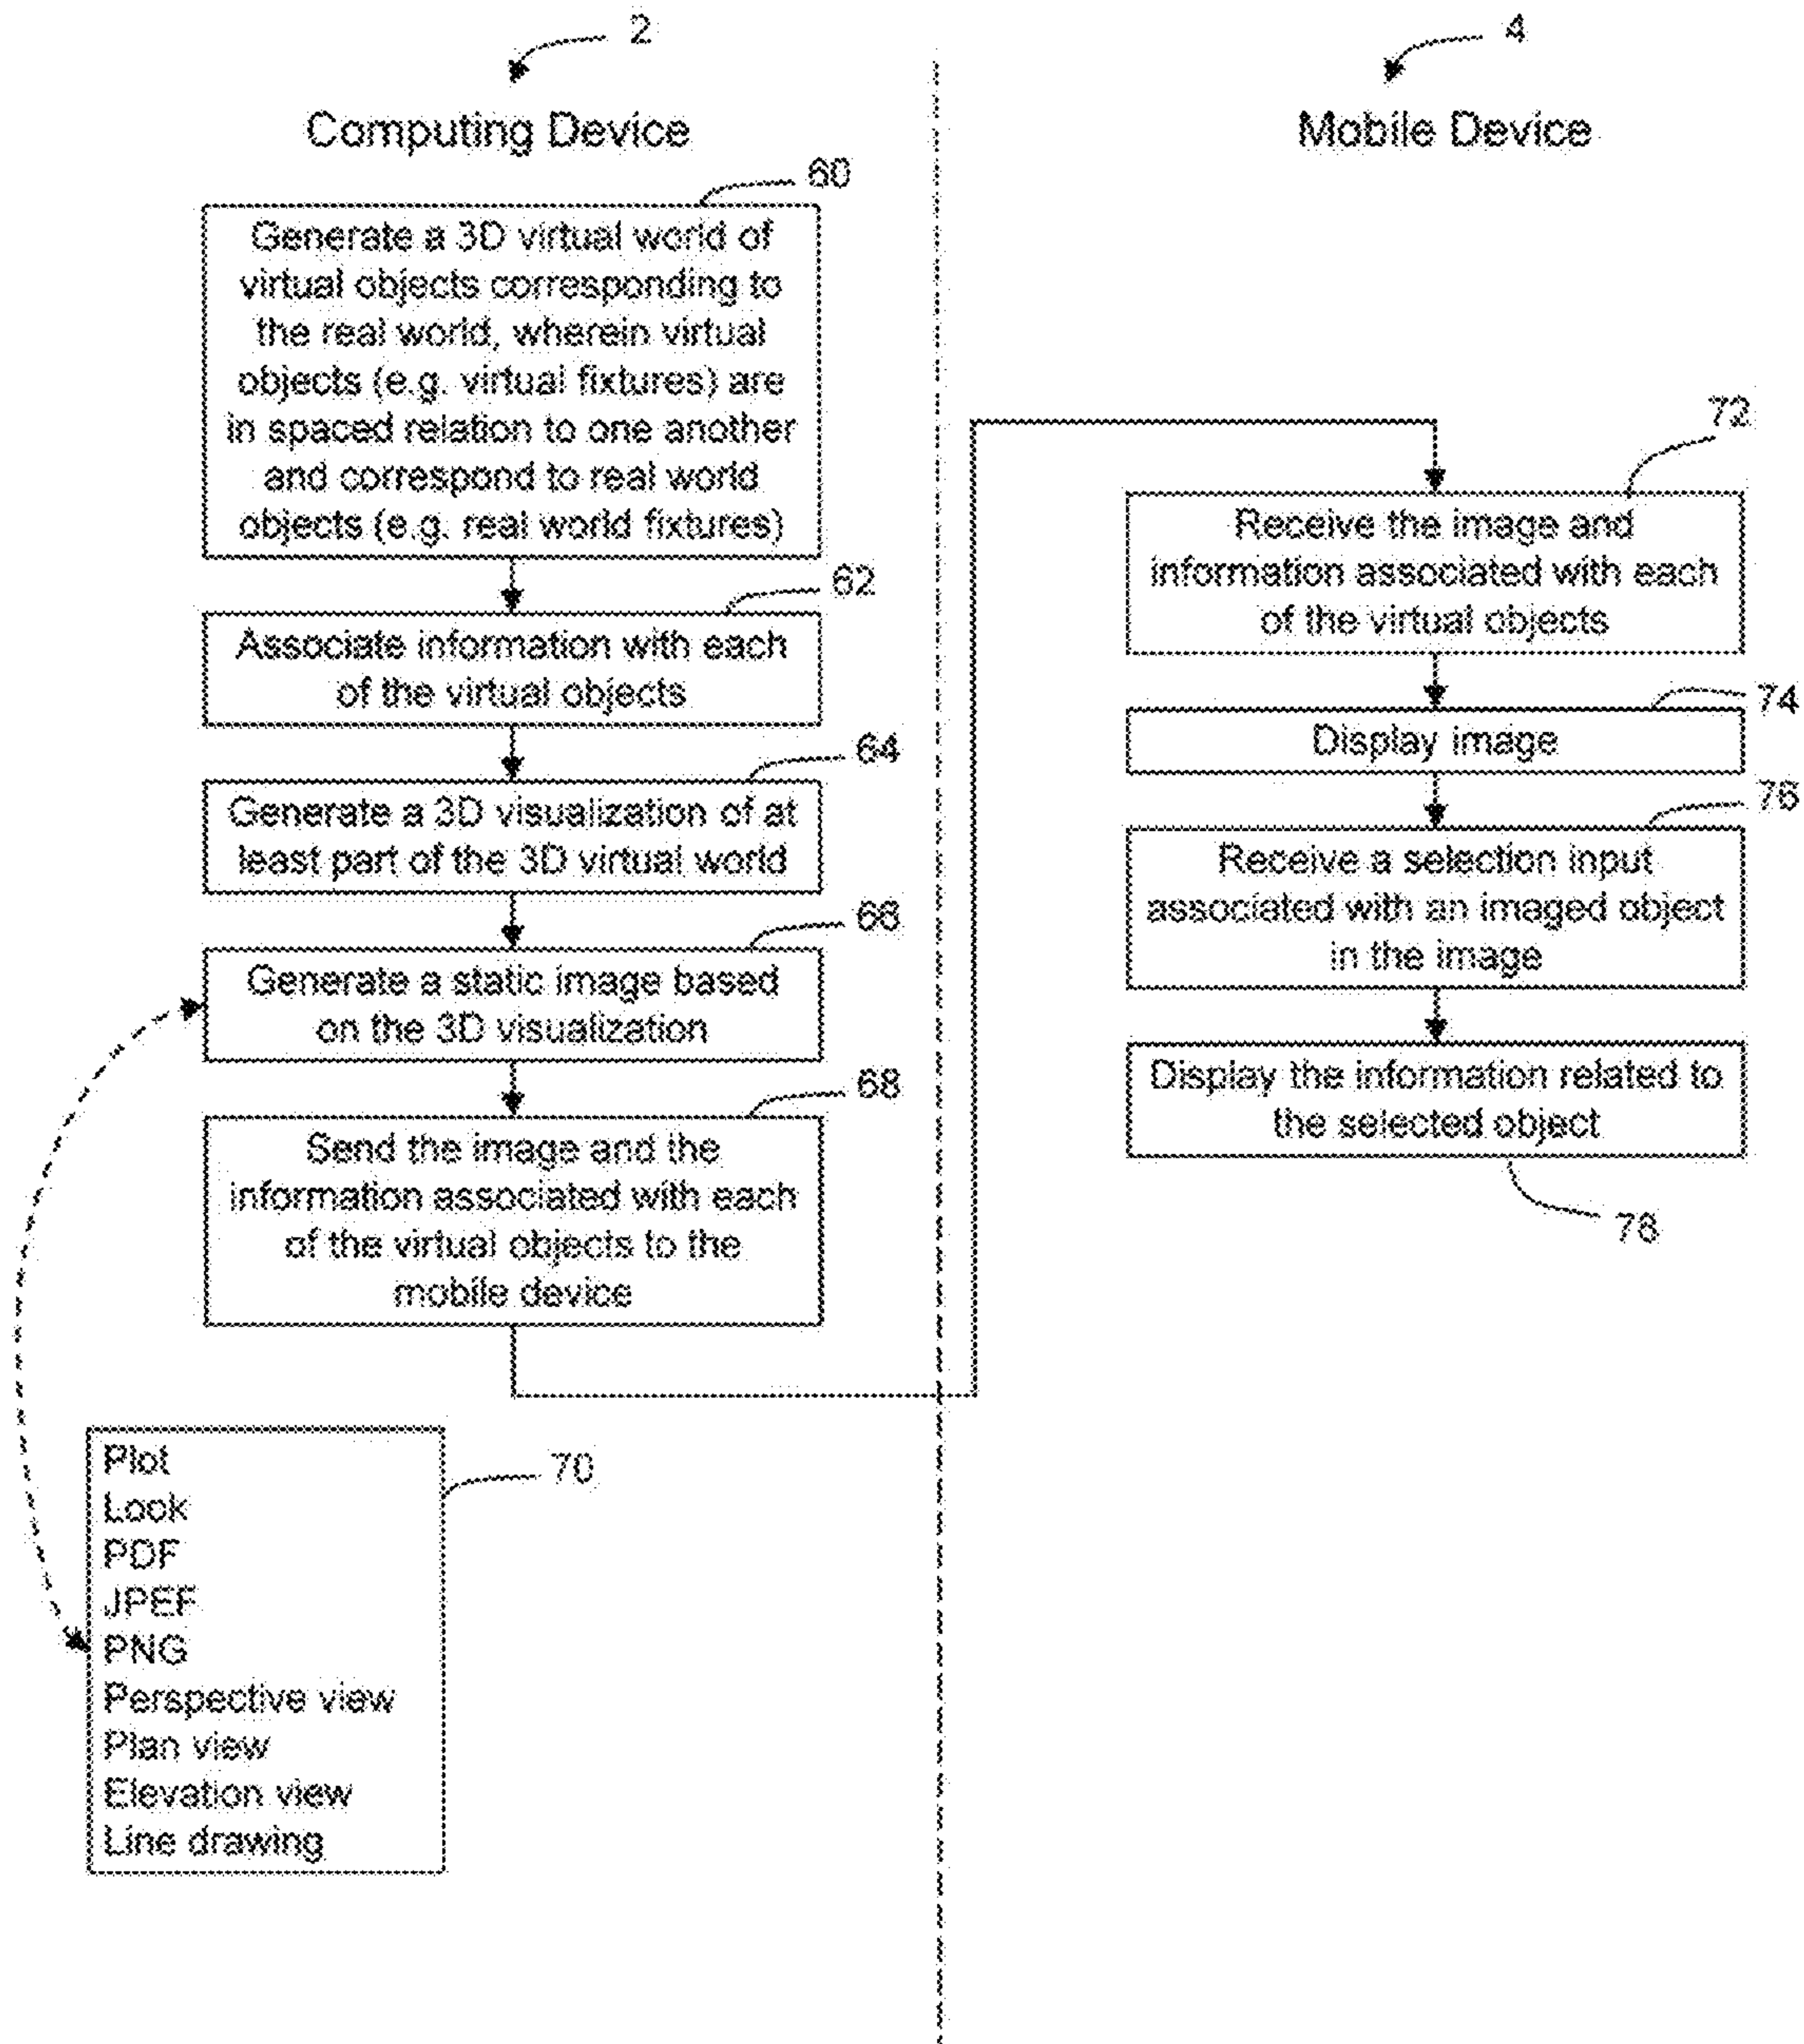 2
Computing Device
60
Generate a 3D virtual world of
virtual objects corresponding to
the real world, wherein virtual
objects (e.g. virtual fixtures) are
in spaced relation to one another
and correspond to real world
objects (e.g. real world fixtures)
62
Associate information with each
of the virtual objects
64
Generate a 3D visualization of at
least part of the 3D virtual world
66
Generate a static image based
on the 3D visualization
68
Send the image and the
information associated with each
of the virtual objects to the
mobile device
70
Plot
Look
PDF
JPEF
PNG
Perspective view
Plan view
Elevation view
Line drawing
4
Mobile Device
72
Receive the image and
information associated with each
of the virtual objects
74
Display image
76
Receive a selection input
associated with an imaged object
in the image
Display the information related to
the selected object
78